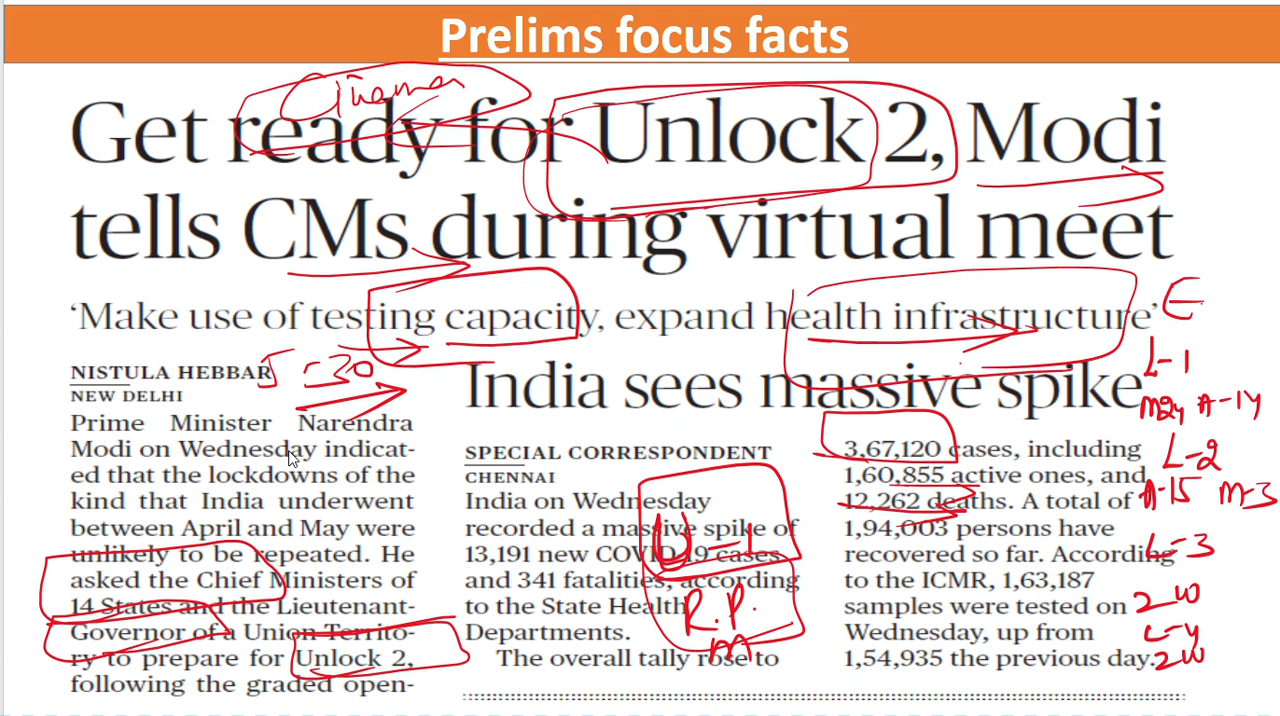 Prelims focus facts
Get ready for Unlock 2, Modi
tells CMs during virtual meet
'Make use of testing capacity, expand health infrastructure'
NISTULA HEBBAR
NEW DELHI
Prime Minister Narendra
Modi on Wednesday indicat-
ed that the lockdowns of the
kind that India underwent
between April and May were
unlikely to be repeated. He
asked the Chief Ministers of
14 States and the Lieutenant-
Governor of a Union Territo-
ry to prepare for Unlock 2,
following the graded open-
India sees massive spike
SPECIAL CORRESPONDENT
CHENNAI
India on Wednesday
recorded a massive spike of
13,191 new COVID-19 cases
and 341 fatalities, according
to the State Health
Departments.
The overall tally rose to
3,67,120 cases, including
1,60,855 active ones, and
12,262 deaths. A total of
1,94,003 persons have
recovered so far. According
to the ICMR, 1,63,187
samples were tested on
Wednesday, up from
1,54,935 the previous day.
J - 30
U - 1
R.P.
M
E
L-1
M24 A-14
L-2
A-15 M-3
L-3
2W
L-4
2W